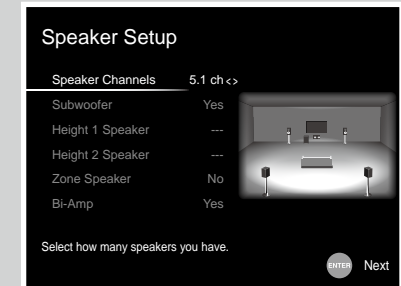 Speaker Setup
Speaker Channels 5.1 ch <>
Subwoofer Yes
Height 1 Speaker ---
Height 2 Speaker ---
Zone Speaker No
Bi-Amp Yes
Select how many speakers you have.
ENTER Next